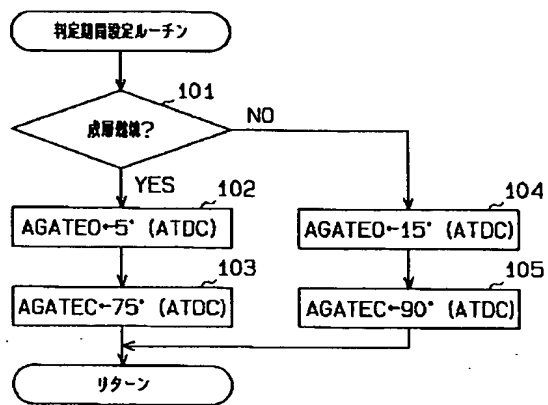 判定期間設定ルーチン
101
成層燃焼?
NO
YES
102
AGATEO←5° (ATDC)
104
AGATEO←15° (ATDC)
103
AGATEC←75° (ATDC)
105
AGATEC←90° (ATDC)
リターン